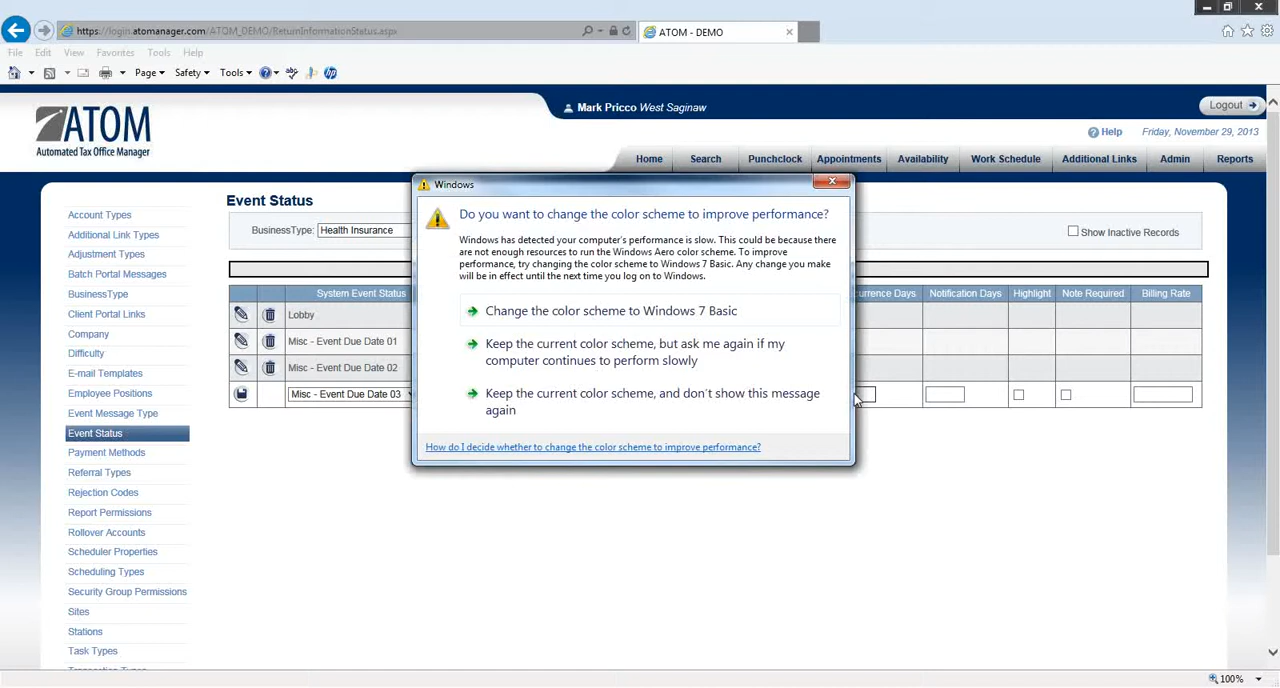 https://login.atomanager.com/ATOM_DEMO/ReturnInformationStatus.aspx
ATOM - DEMO
File Edit View Favorites Tools Help
Page Safety Tools
ATOM
Automated Tax Office Manager
Mark Pricco West Saginaw
Logout
Help
Friday, November 29, 2013
Home Search Punchclock Appointments Availability Work Schedule Additional Links Admin Reports
Account Types
Additional Link Types
Adjustment Types
Batch Portal Messages
BusinessType
Client Portal Links
Company
Difficulty
E-mail Templates
Employee Positions
Event Message Type
Event Status
Payment Methods
Referral Types
Rejection Codes
Report Permissions
Rollover Accounts
Scheduler Properties
Scheduling Types
Security Group Permissions
Sites
Stations
Task Types
Event Status
BusinessType: Health Insurance
Show Inactive Records
System Event Status
Days Notification Days Highlight Note Required Billing Rate
Lobby
Misc - Event Due Date 01
Misc - Event Due Date 02
Misc - Event Due Date 03
Windows
Do you want to change the color scheme to improve performance?
Windows has detected your computer's performance is slow. This could be because there
are not enough resources to run the Windows Aero color scheme. To improve
performance, try changing the color scheme to Windows 7 Basic. Any change you make
will be in effect until the next time you log on to Windows.
Change the color scheme to Windows 7 Basic
Keep the current color scheme, but ask me again if my
computer continues to perform slowly
Keep the current color scheme, and don't show this message
again
How do I decide whether to change the color scheme to improve performance?
100%